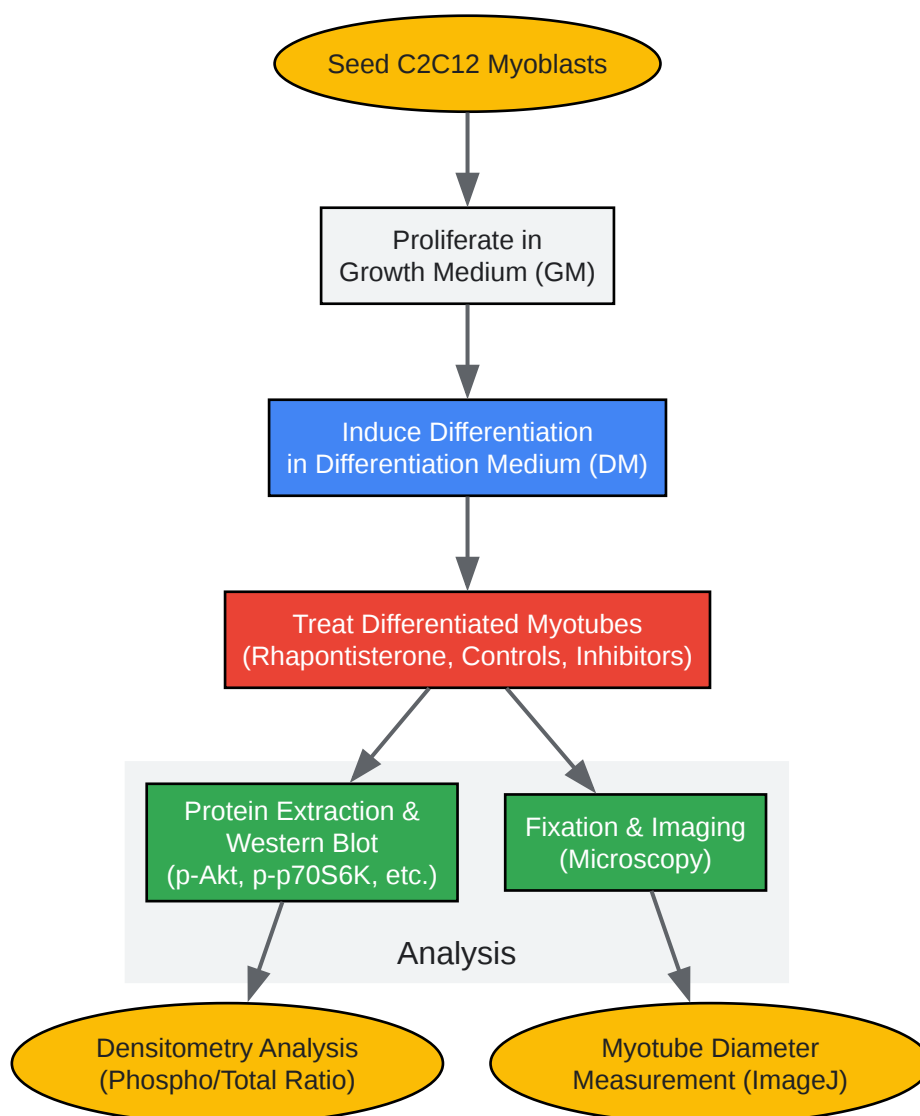 Seed C2C12 Myoblasts
Proliferate in
Growth Medium (GM)
Induce Differentiation
in Differentiation Medium (DM)
Treat Differentiated Myotubes
(Rhapontisterone, Controls, Inhibitors)
Protein Extraction &
Western Blot
(p-Akt, p-p70S6K, etc.)
Fixation & Imaging
(Microscopy)
Analysis
Densitometry Analysis
(Phospho/Total Ratio)
Myotube Diameter
Measurement (ImageJ)